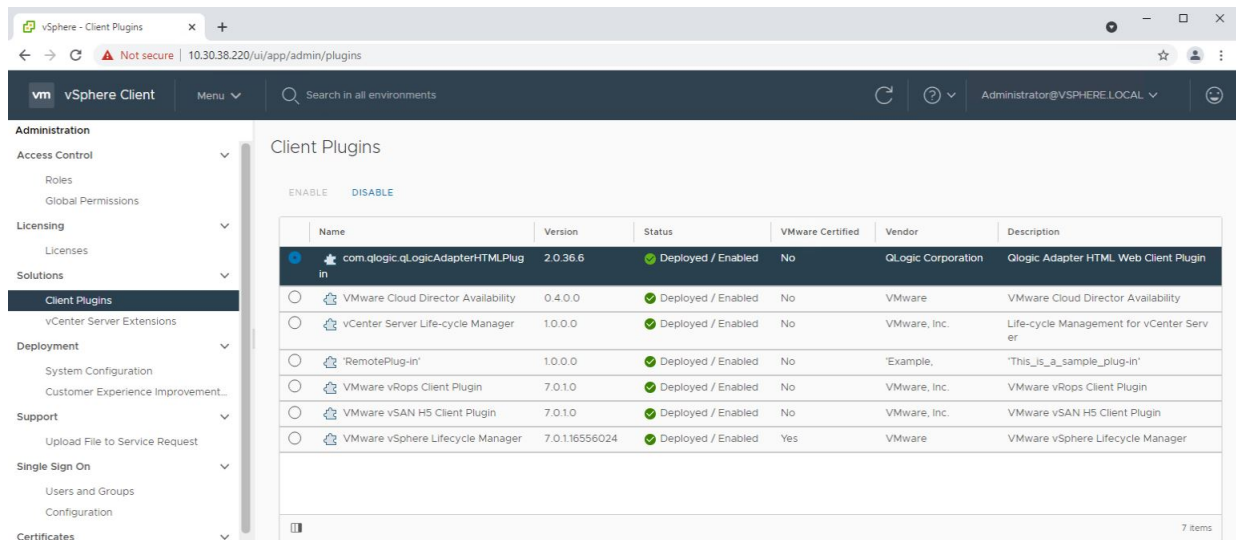 vSphere - Client Plugins
Not secure | 10.30.38.220/ui/app/admin/plugins
vm vSphere Client Menu Search in all environments Administrator@VSPHERE.LOCAL
Administration
Access Control
Roles
Global Permissions
Licensing
Licenses
Solutions
Client Plugins
vCenter Server Extensions
Deployment
System Configuration
Customer Experience Improvement...
Support
Upload File to Service Request
Single Sign On
Users and Groups
Configuration
Certificates
Client Plugins
ENABLE DISABLE
Name Version Status VMware Certified Vendor Description
com.qlogic.qLogicAdapterHTMLPlug 2.0.36.6 Deployed / Enabled No QLogic Corporation Qlogic Adapter HTML Web Client Plugin
in
VMware Cloud Director Availability 0.4.0.0 Deployed / Enabled No VMware VMware Cloud Director Availability
vCenter Server Life-cycle Manager 1.0.0.0 Deployed / Enabled No VMware, Inc. Life-cycle Management for vCenter Serv
er
'RemotePlug-in' 1.0.0.0 Deployed / Enabled No 'Example, 'This_is_a_sample_plug-in'
VMware vRops Client Plugin 7.0.1.0 Deployed / Enabled No VMware, Inc. VMware vRops Client Plugin
VMware vSAN H5 Client Plugin 7.0.1.0 Deployed / Enabled No VMware, Inc. VMware vSAN H5 Client Plugin
VMware vSphere Lifecycle Manager 7.0.1.16556024 Deployed / Enabled Yes VMware VMware vSphere Lifecycle Manager
7 items